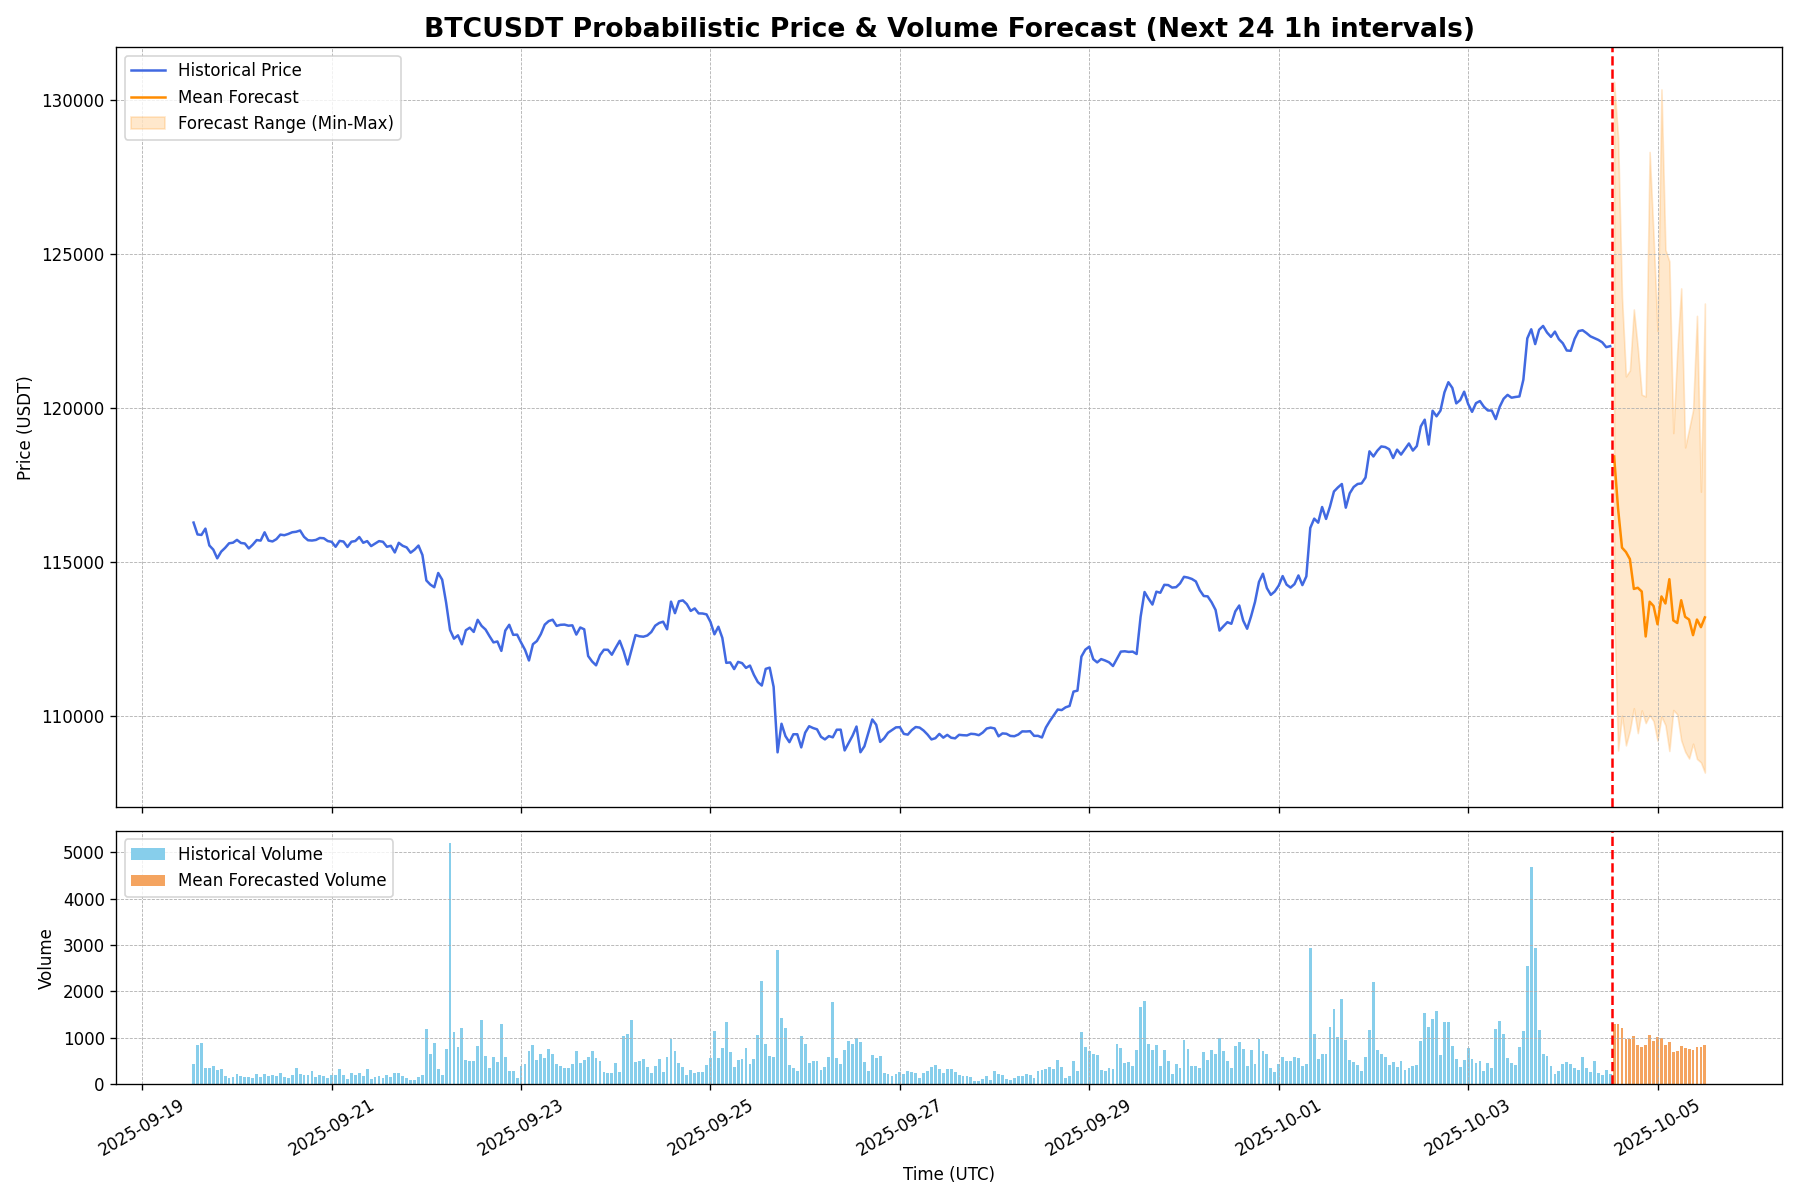 BTCUSDT Probabilistic Price & Volume Forecast (Next 24 1h intervals)
Historical Price
Mean Forecast
Forecast Range (Min-Max)
130000
125000
120000
115000
110000
Price (USDT)
Historical Volume
Mean Forecasted Volume
5000
4000
3000
2000
1000
0
Volume
2025-09-19
2025-09-21
2025-09-23
2025-09-25
2025-09-27
2025-09-29
2025-10-01
2025-10-03
2025-10-05
Time (UTC)